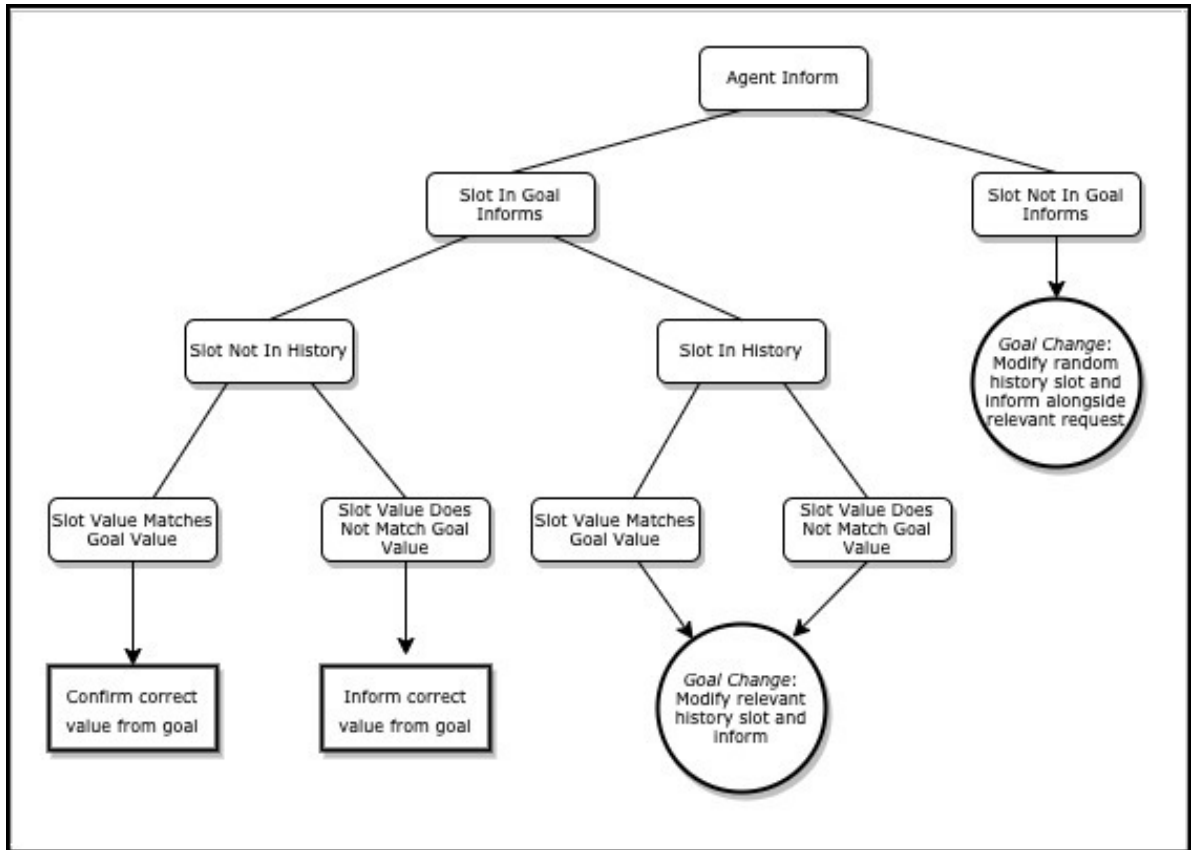 Agent Inform
Slot In Goal
Informs
Slot Not In Goal
Informs
Slot Not In History
Slot In History
Goal Change:
Modify random
history slot and
inform alongside
relevant request
Slot Value Matches
Goal Value
Slot Value Does
Not Match Goal
Value
Slot Value Matches
Goal Value
Slot Value Does
Not Match Goal
Value
Confirm correct
value from goal
Inform correct
value from goal
Goal Change:
Modify relevant
history slot and
inform